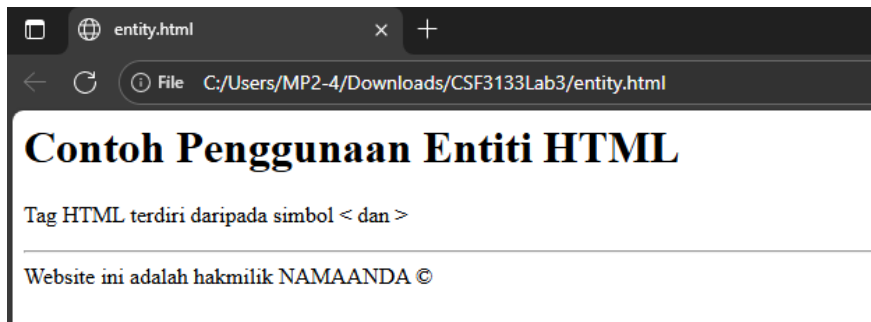 entity.html
File C:/Users/MP2-4/Downloads/CSF3133Lab3/entity.html
Contoh Penggunaan Entiti HTML
Tag HTML terdiri daripada simbol < dan >
Website ini adalah hakmilik NAMAANDA ©